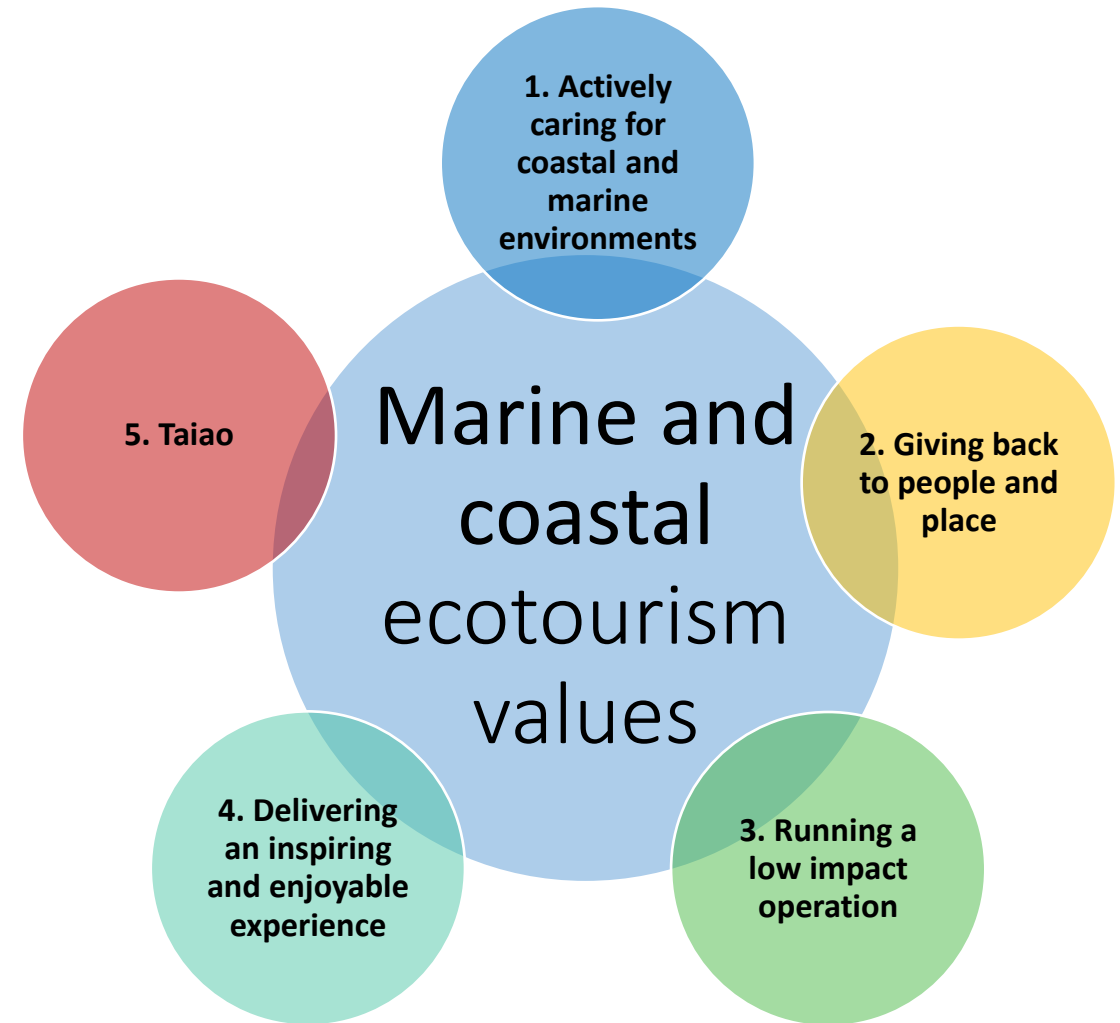 1. Actively
caring for
coastal and
marine
environments
Marine and
coastal
ecotourism
values
2. Giving back
to people and
place
3. Running a
low impact
operation
4. Delivering
an inspiring
and enjoyable
experience
5. Taiao